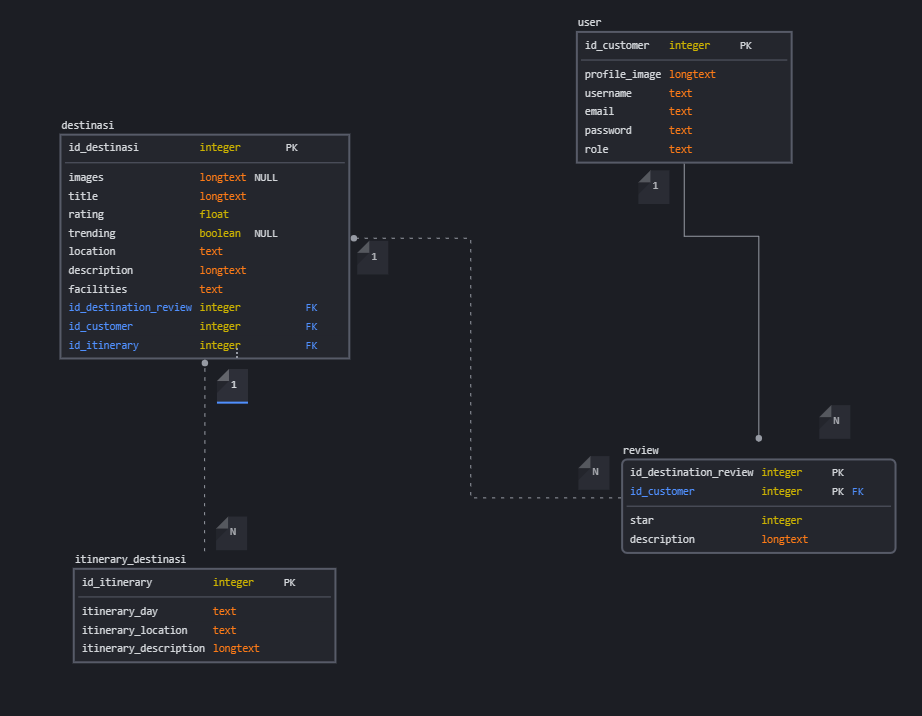 user
id_customer integer PK
profile_image longtext
username text
email text
password text
role text
1
destinasi
id_destinasi integer PK
images longtext NULL
title longtext
rating float
trending boolean NULL
location text
description longtext
facilities text
id_destination_review integer FK
id_customer integer FK
id_itinerary integer FK
1
1
N
review
id_destination_review integer PK
id_customer integer PK FK
star integer
description longtext
N
N
itinerary_destinasi
id_itinerary integer PK
itinerary_day text
itinerary_location text
itinerary_description longtext